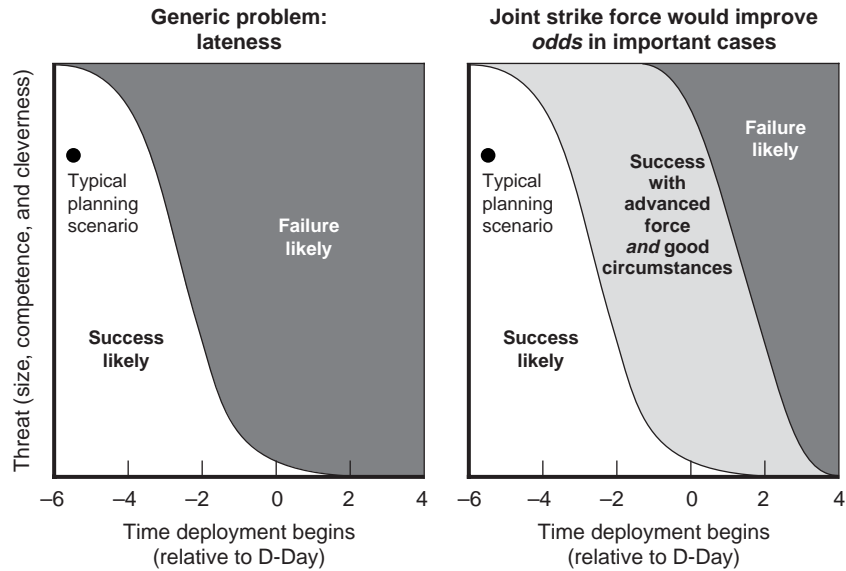 Generic problem:
lateness
Threat (size, competence, and cleverness)
Typical
planning
scenario
Failure
likely
Success
likely
–6 –4 –2 0 2 4
Time deployment begins
(relative to D-Day)
Joint strike force would improve
odds in important cases
Failure
likely
Success
with
advanced
force
and good
circumstances
Typical
planning
scenario
Success
likely
–6 –4 –2 0 2 4
Time deployment begins
(relative to D-Day)